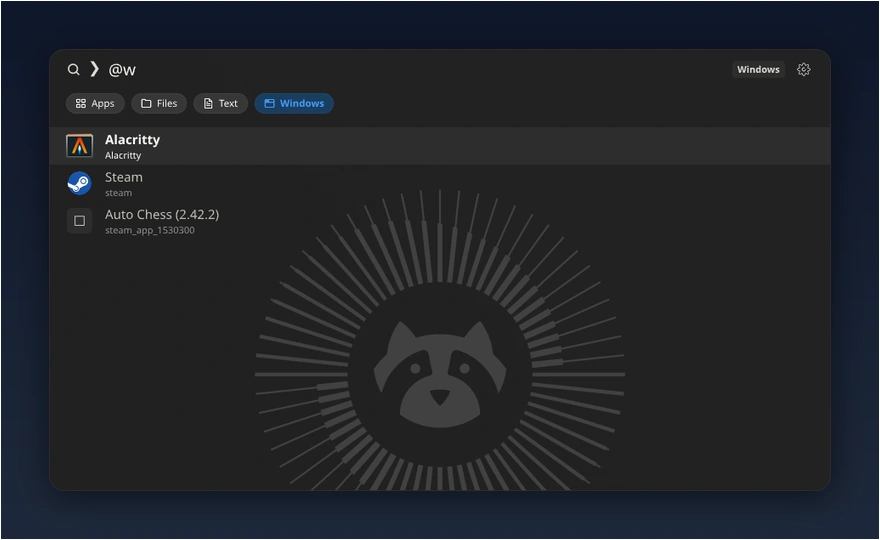 @w
Windows
Apps
Files
Text
Windows
Alacritty
Alacritty
Steam
steam
Auto Chess (2.42.2)
steam_app_1530300